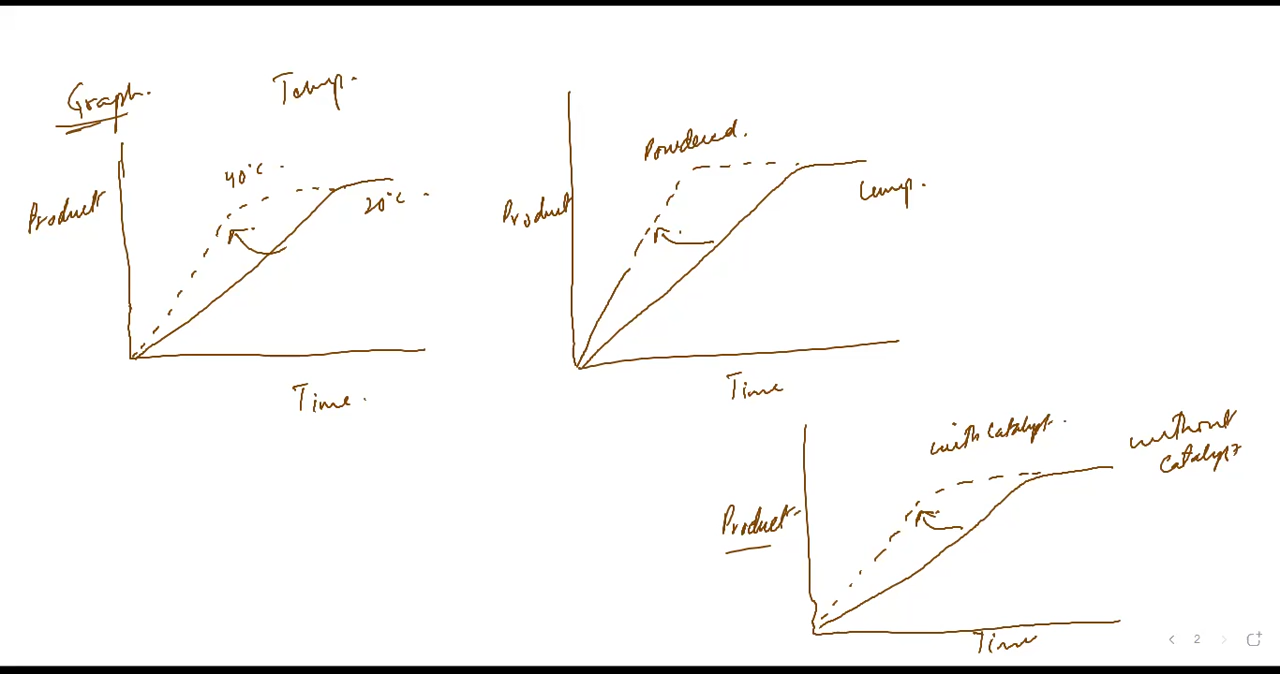 Graph.
Temp.
40°C.
Product
20°C.
Time.
Powdered.
Product
Lump.
Time
with Catalyst.
without
Catalyst
Product
Time
2